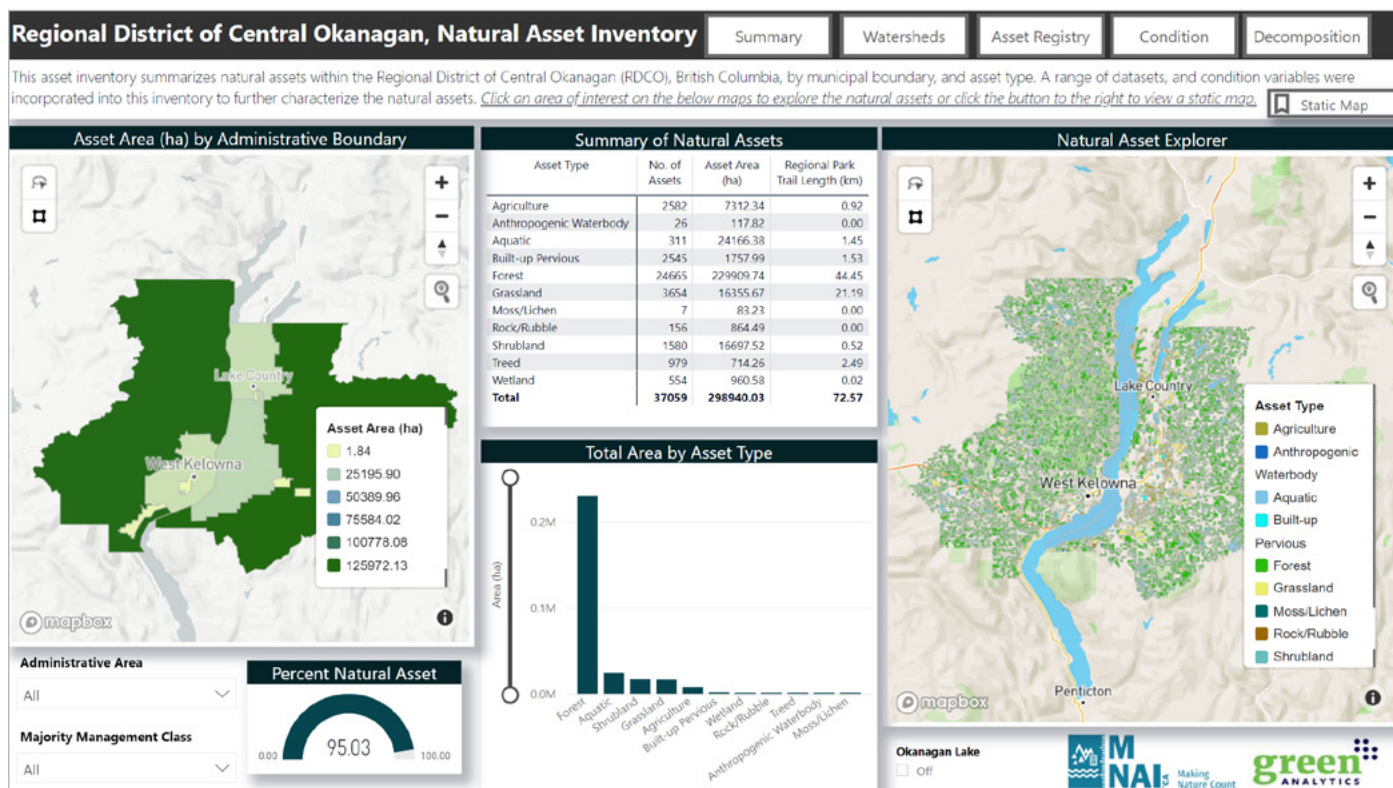 Regional District of Central Okanagan, Natural Asset Inventory
Summary
Watersheds
Asset Registry
Condition
Decomposition
This asset inventory summarizes natural assets within the Regional District of Central Okanagan (RDCO), British Columbia, by municipal boundary, and asset type. A range of datasets, and condition variables were
incorporated into this inventory to further characterize the natural assets. Click an area of interest on the below maps to explore the natural assets or click the button to the right to view a static map.
Static Map
Asset Area (ha) by Administrative Boundary
Lake Country
West Kelowna
Asset Area (ha)
1.84
25195.90
50389.96
75584.02
100778.08
125972.13
mapbox
Administrative Area
All
Majority Management Class
All
Percent Natural Asset
0.00
95.03
100.00
Summary of Natural Assets
Asset Type No. of Assets Asset Area (ha) Regional Park Trail Length (km)
Agriculture 2582 7312.34 0.92
Anthropogenic Waterbody 26 117.82 0.00
Aquatic 311 24166.38 1.45
Built-up Pervious 2545 1757.99 1.53
Forest 24665 229909.74 44.45
Grassland 3654 16355.67 21.19
Moss/Lichen 7 83.23 0.00
Rock/Rubble 156 864.49 0.00
Shrubland 1580 16697.52 0.52
Treed 979 714.26 2.49
Wetland 554 960.58 0.02
Total 37059 298940.03 72.57
Total Area by Asset Type
Area (ha)
0.2M
0.1M
0.0M
Forest
Aquatic
Shrubland
Grassland
Agriculture
Built-up Pervious
Wetland
Rock/Rubble
Treed
Anthropogenic Waterbody
Moss/Lichen
Natural Asset Explorer
Lake Country
West Kelowna
Penticton
Asset Type
Agriculture
Anthropogenic
Waterbody
Aquatic
Built-up
Pervious
Forest
Grassland
Moss/Lichen
Rock/Rubble
Shrubland
mapbox
Okanagan Lake
Off
M
NAI.CA
Making
Nature Count
green
ANALYTICS